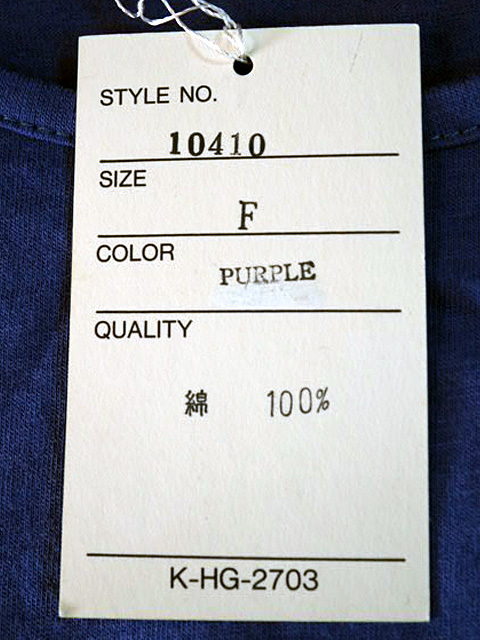 STYLE NO.
10410
SIZE
F
COLOR
PURPLE
QUALITY
綿 100%
K-HG-2703